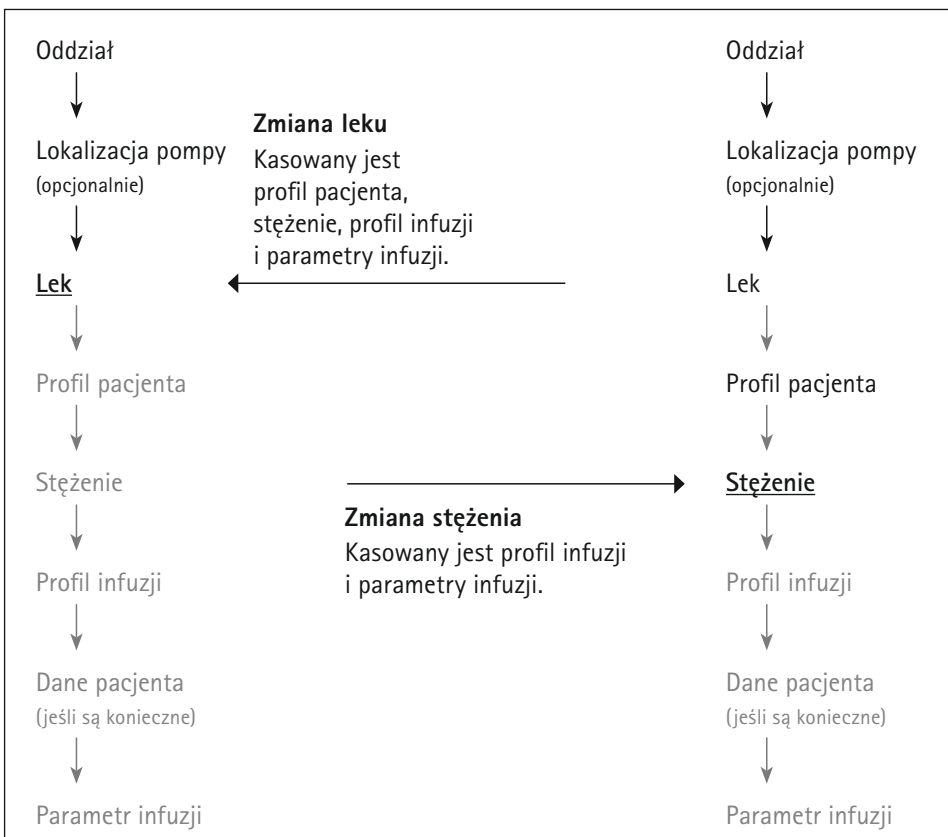 Oddział
Lokalizacja pompy
(opcjonalnie)
Lek
Profil pacjenta
Stężenie
Profil infuzji
Dane pacjenta
(jeśli są konieczne)
Parametr infuzji
Zmiana leku
Kasowany jest
profil pacjenta,
stężenie, profil infuzji
i parametry infuzji.
Zmiana stężenia
Kasowany jest profil infuzji
i parametry infuzji.
Oddział
Lokalizacja pompy
(opcjonalnie)
Lek
Profil pacjenta
Stężenie
Profil infuzji
Dane pacjenta
(jeśli są konieczne)
Parametr infuzji